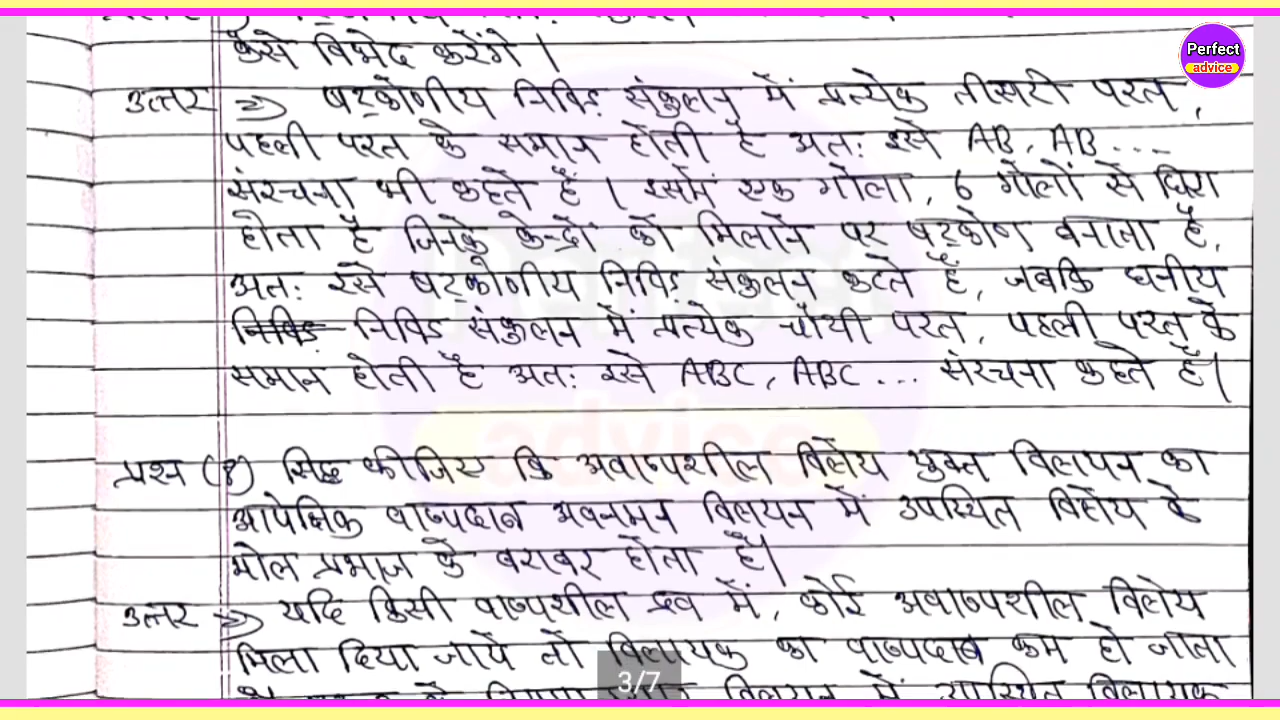 Perfect
advice
कैसे विभेद करेंगे।
उत्तर => षट्कोणीय निविड़ संकुलन में प्रत्येक तीसरी परत,
पहली परत के समान होती है अतः इसे AB, AB ....
संरचना भी कहते हैं। इसमें एक गोला, 6 गोलों से घिरा
होता है जिनके केन्द्रों को मिलाने पर षट्कोण बनाता है,
अतः इसे षट्कोणीय निविड़ संकुलन कहते है, जबकि घनीय
निविड़ निविड संकुलन में प्रत्येक चौथी परत, पहली परत के
समान होती है अतः इसे ABC, ABC ... संरचना कहते है।
प्रश्न (8) सिद्ध कीजिए कि अवाष्पशील विलेय युक्त विलयन का
आपेक्षिक वाष्पदाब अवनमन विलयन में उपस्थित विलेय के
मोल प्रभाज के बराबर होता है।
उत्तर => यदि किसी वाष्पशील द्रव में, कोई अवाष्पशील विलेय
मिला दिया जाये तो विलायक का वाष्पदाब कम हो जाता
विलयन में उपस्थित विलायक
3/7